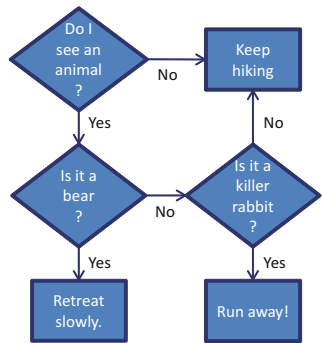 Do I
see an
animal
?
No
Keep
hiking
Yes
No
Is it a
bear
?
No
Is it a
killer
rabbit
?
Yes
Yes
Retreat
slowly.
Run away!